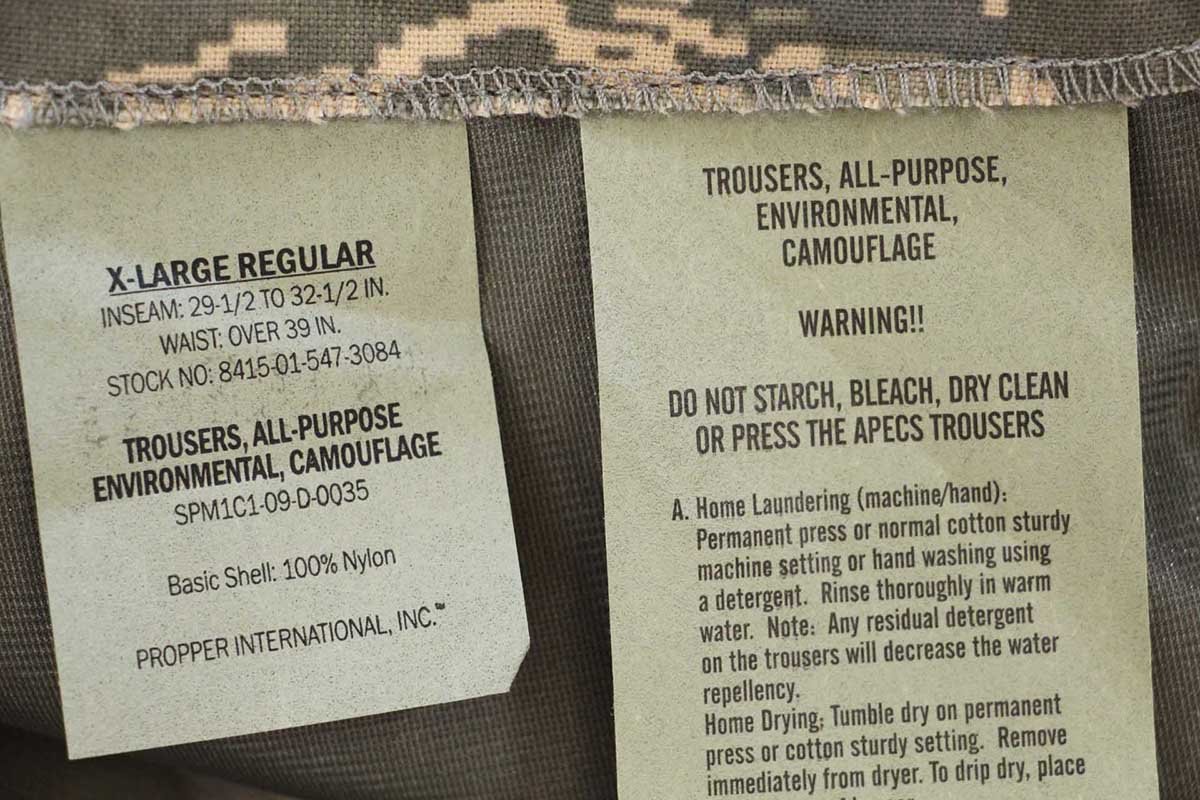 X-LARGE REGULAR
INSEAM: 29-1/2 TO 32-1/2 IN.
WAIST: OVER 39 IN.
STOCK NO: 8415-01-547-3084
TROUSERS, ALL-PURPOSE
ENVIRONMENTAL, CAMOUFLAGE
SPM1C1-09-D-0035
Basic Shell: 100% Nylon
PROPPER INTERNATIONAL, INC.™
TROUSERS, ALL-PURPOSE,
ENVIRONMENTAL,
CAMOUFLAGE
WARNING!!
DO NOT STARCH, BLEACH, DRY CLEAN
OR PRESS THE APECS TROUSERS
A. Home Laundering (machine/hand):
Permanent press or normal cotton sturdy
machine setting or hand washing using
a detergent. Rinse thoroughly in warm
water. Note: Any residual detergent
on the trousers will decrease the water
repellency.
Home Drying: Tumble dry on permanent
press or cotton sturdy setting. Remove
immediately from dryer. To drip dry, place